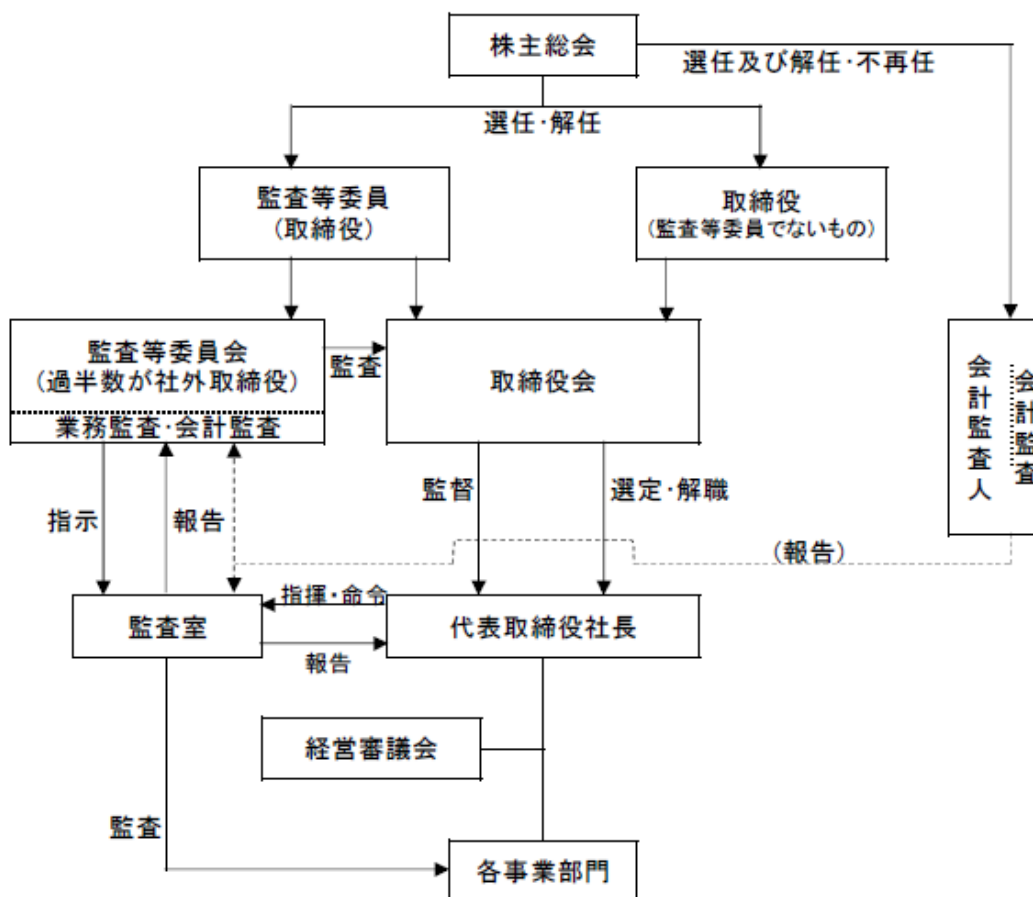 株主総会
選任及び解任・不再任
選任・解任
監査等委員
(取締役)
取締役
(監査等委員でないもの)
監査等委員会
(過半数が社外取締役)
業務監査・会計監査
監査
取締役会
会計監査人
会計監査
指示
報告
監督
選定・解職
(報告)
監査室
指揮・命令
報告
代表取締役社長
経営審議会
監査
各事業部門